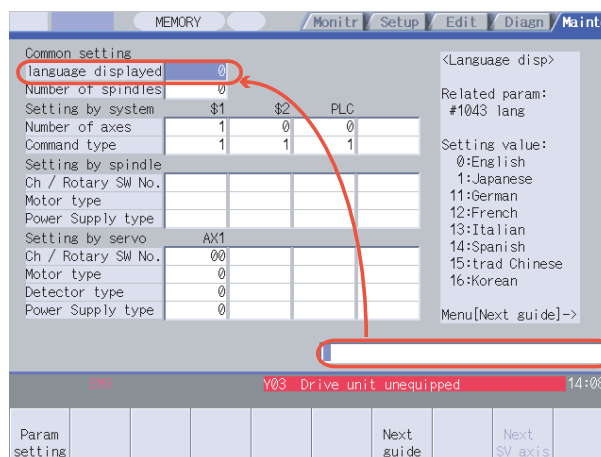 MEMORY Monitr Setup Edit Diagn Maint
Common setting
language displayed 0
Number of spindles 0
Setting by system $1 $2 PLC
Number of axes 1 0 0
Command type 1 1 1
Setting by spindle
Ch / Rotary SW No.
Motor type
Power Supply type
Setting by servo AX1
Ch / Rotary SW No. 00
Motor type 0
Detector type 0
Power Supply type 0
<Language disp>
Related param:
#1043 lang
Setting value:
0:English
1:Japanese
11:German
12:French
13:Italian
14:Spanish
15:trad Chinese
16:Korean
Menu[Next guide]->
Y03 Drive unit unequipped 14:08
Param setting
Next guide
Next SV axis